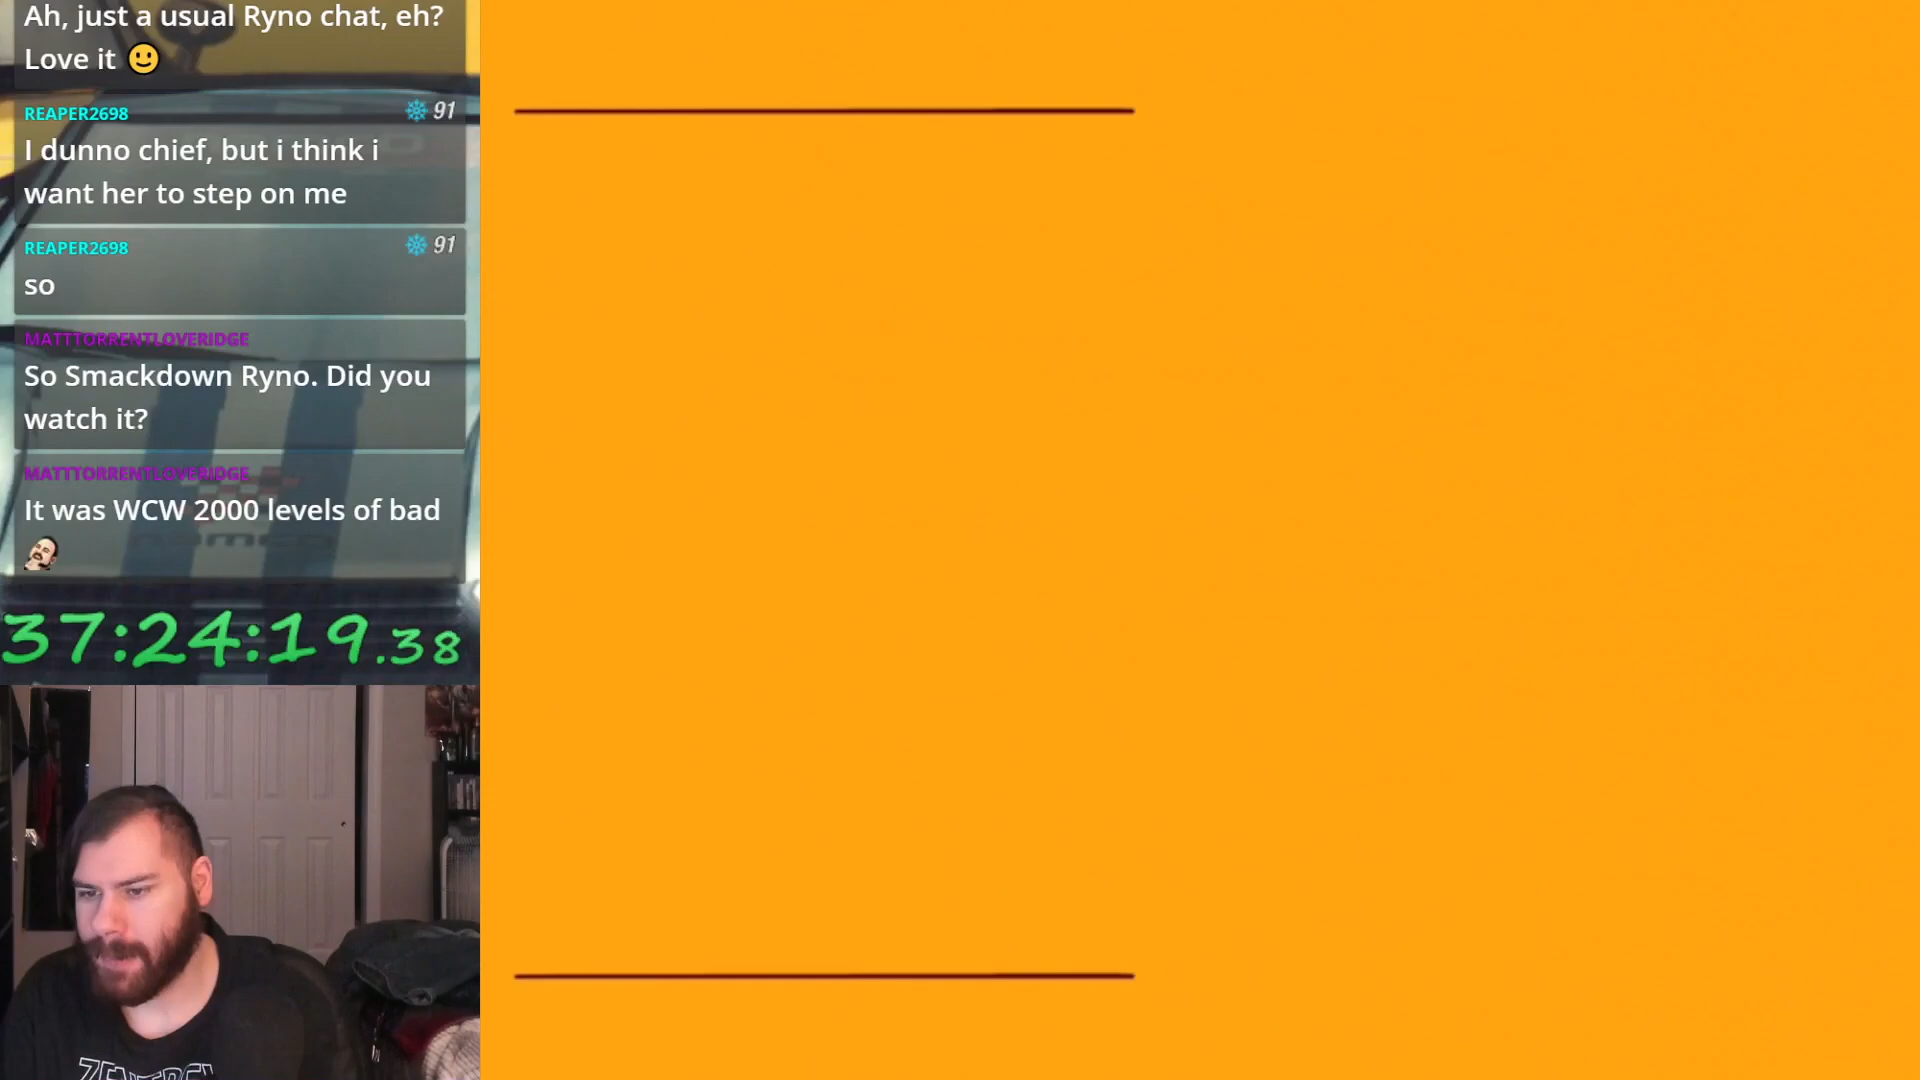 Ah, just a usual Ryno chat, eh?
Love it
REAPER2698 91
I dunno chief, but i think i
want her to step on me
REAPER2698 91
so
MATTTORRENTLOVERIDGE
So Smackdown Ryno. Did you
watch it?
MATTTORRENTLOVERIDGE
It was WCW 2000 levels of bad
namco
37:24:19.38